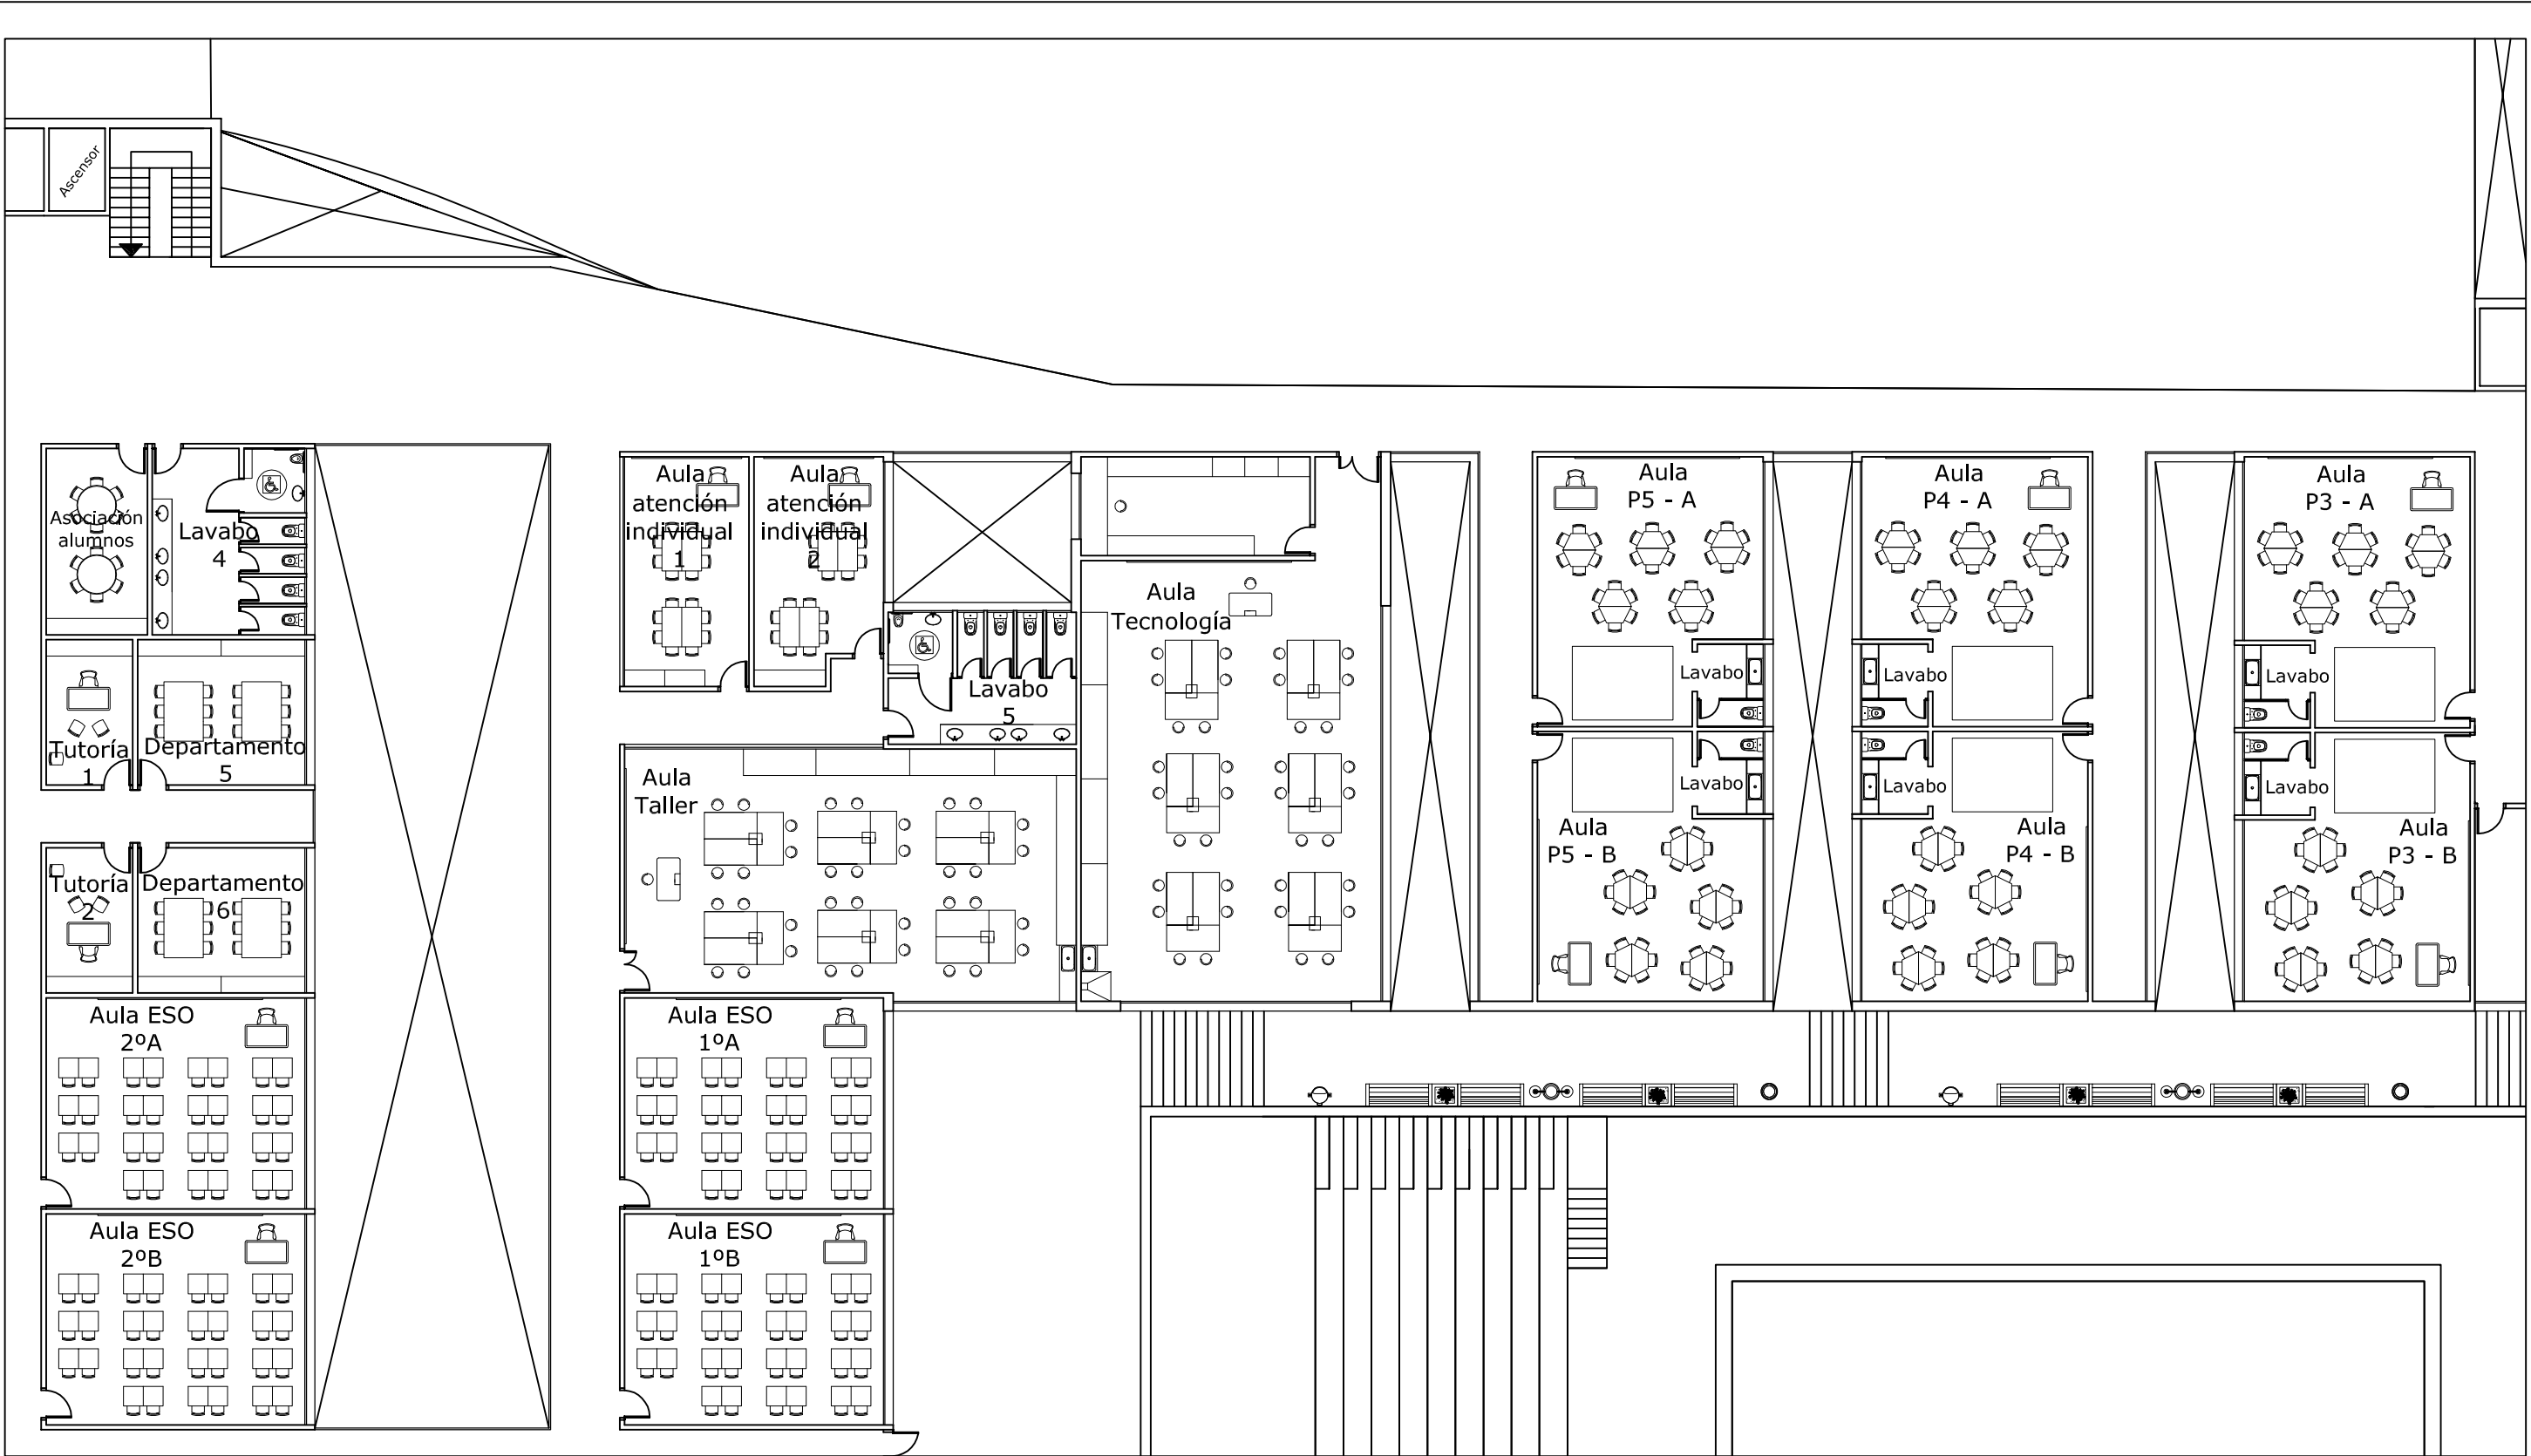 Ascensor
Asociación
alumnos
Lavabo
4
Aula
atención
individual
1
Aula
atención
individual
2
Aula
Tecnología
Lavabo
5
Aula
P5 - A
Aula
P4 - A
Aula
P3 - A
Lavabo
Lavabo
Lavabo
Tutoría
1
Departamento
5
Aula
Taller
Lavabo
Lavabo
Lavabo
Aula
P5 - B
Aula
P4 - B
Aula
P3 - B
Tutoría
2
Departamento
6
Aula ESO
2ºA
Aula ESO
1ºA
Aula ESO
2ºB
Aula ESO
1ºB